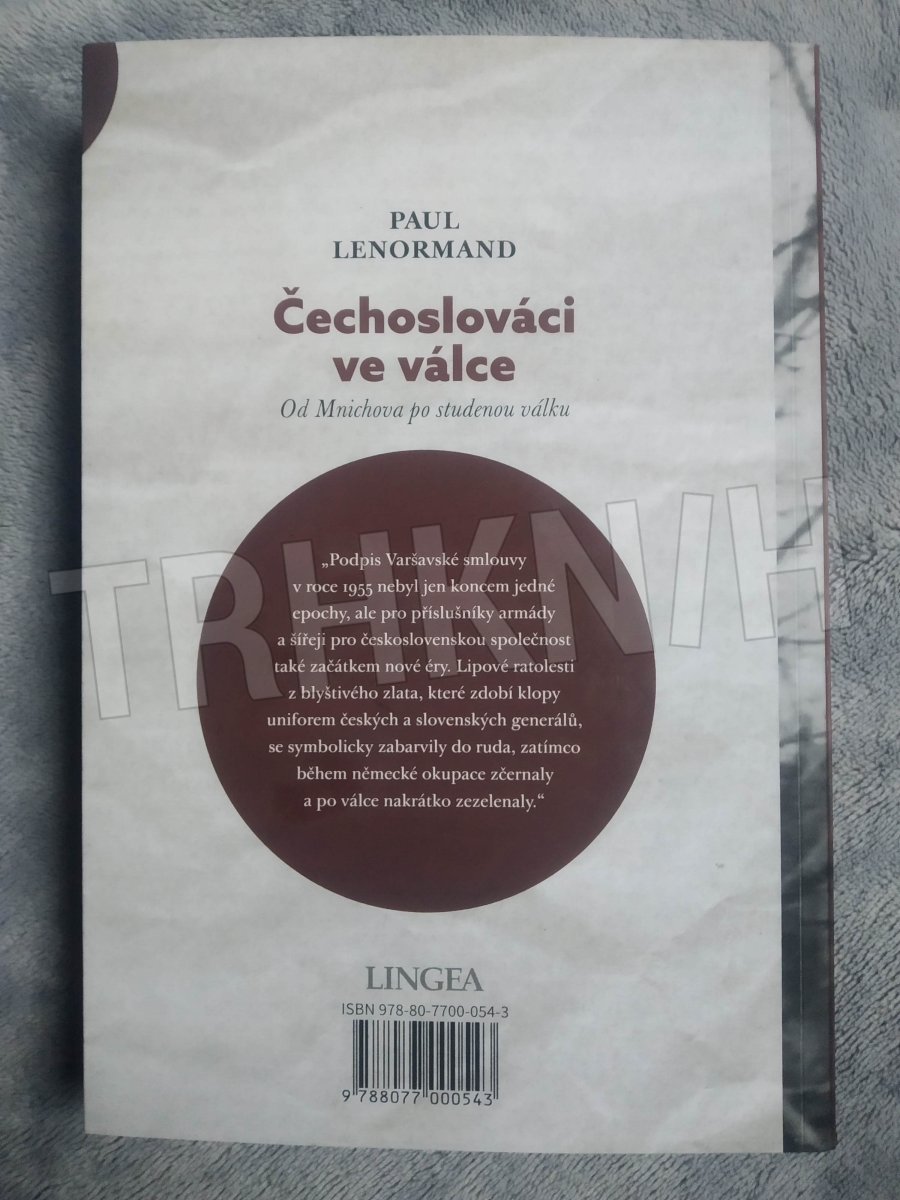 PAUL
LENORMAND
Čechoslováci
ve válce
Od Mnichova po studenou válku
„Podpis Varšavské smlouvy
v roce 1955 nebyl jen koncem jedné
epochy, ale pro příslušníky armády
a šířeji pro československou společnost
také začátkem nové éry. Lipové ratolesti
z blyštivého zlata, které zdobí klopy
uniforem českých a slovenských generálů,
se symbolicky zabarvily do ruda, zatímco
během německé okupace zčernaly
a po válce nakrátko zezelenaly.“
TRHKNIH
LINGEA
ISBN 978-80-7700-054-3
9 788077 000543